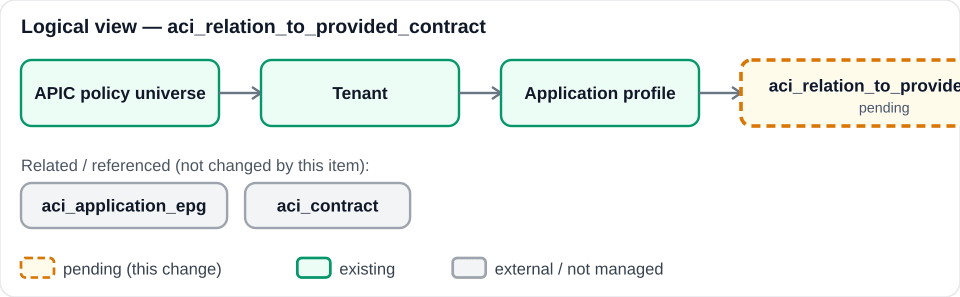 Logical view — aci_relation_to_provided_contract
APIC policy universe
Tenant
Application profile
aci_relation_to_provide
pending
Related / referenced (not changed by this item):
aci_application_epg
aci_contract
pending (this change)
existing
external / not managed